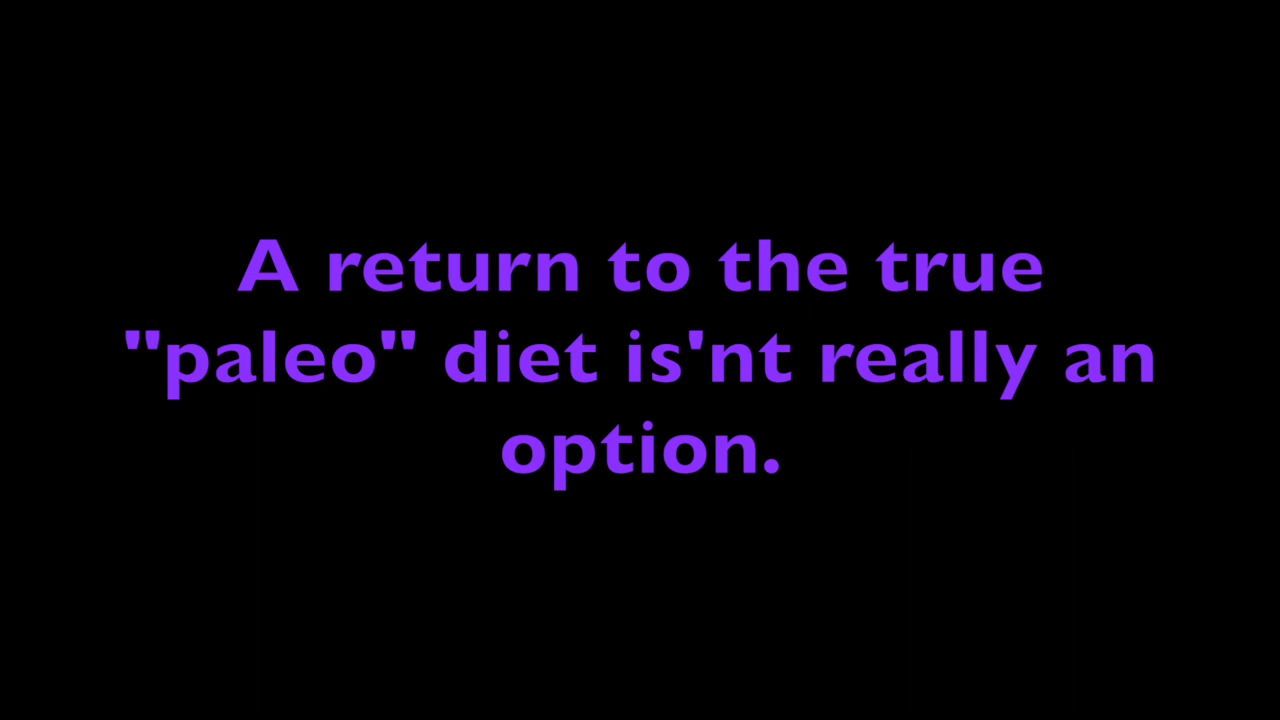 A return to the true
"paleo" diet is'nt really an
option.